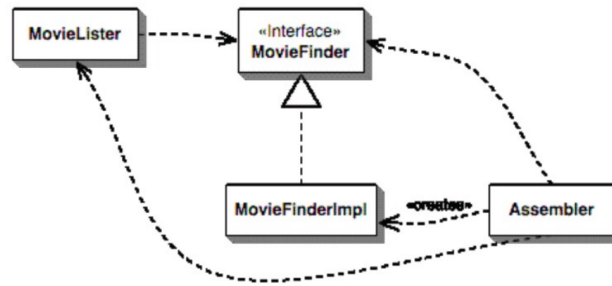 MovieLister
«Interface»
MovieFinder
MovieFinderImpl
«creates»
Assembler